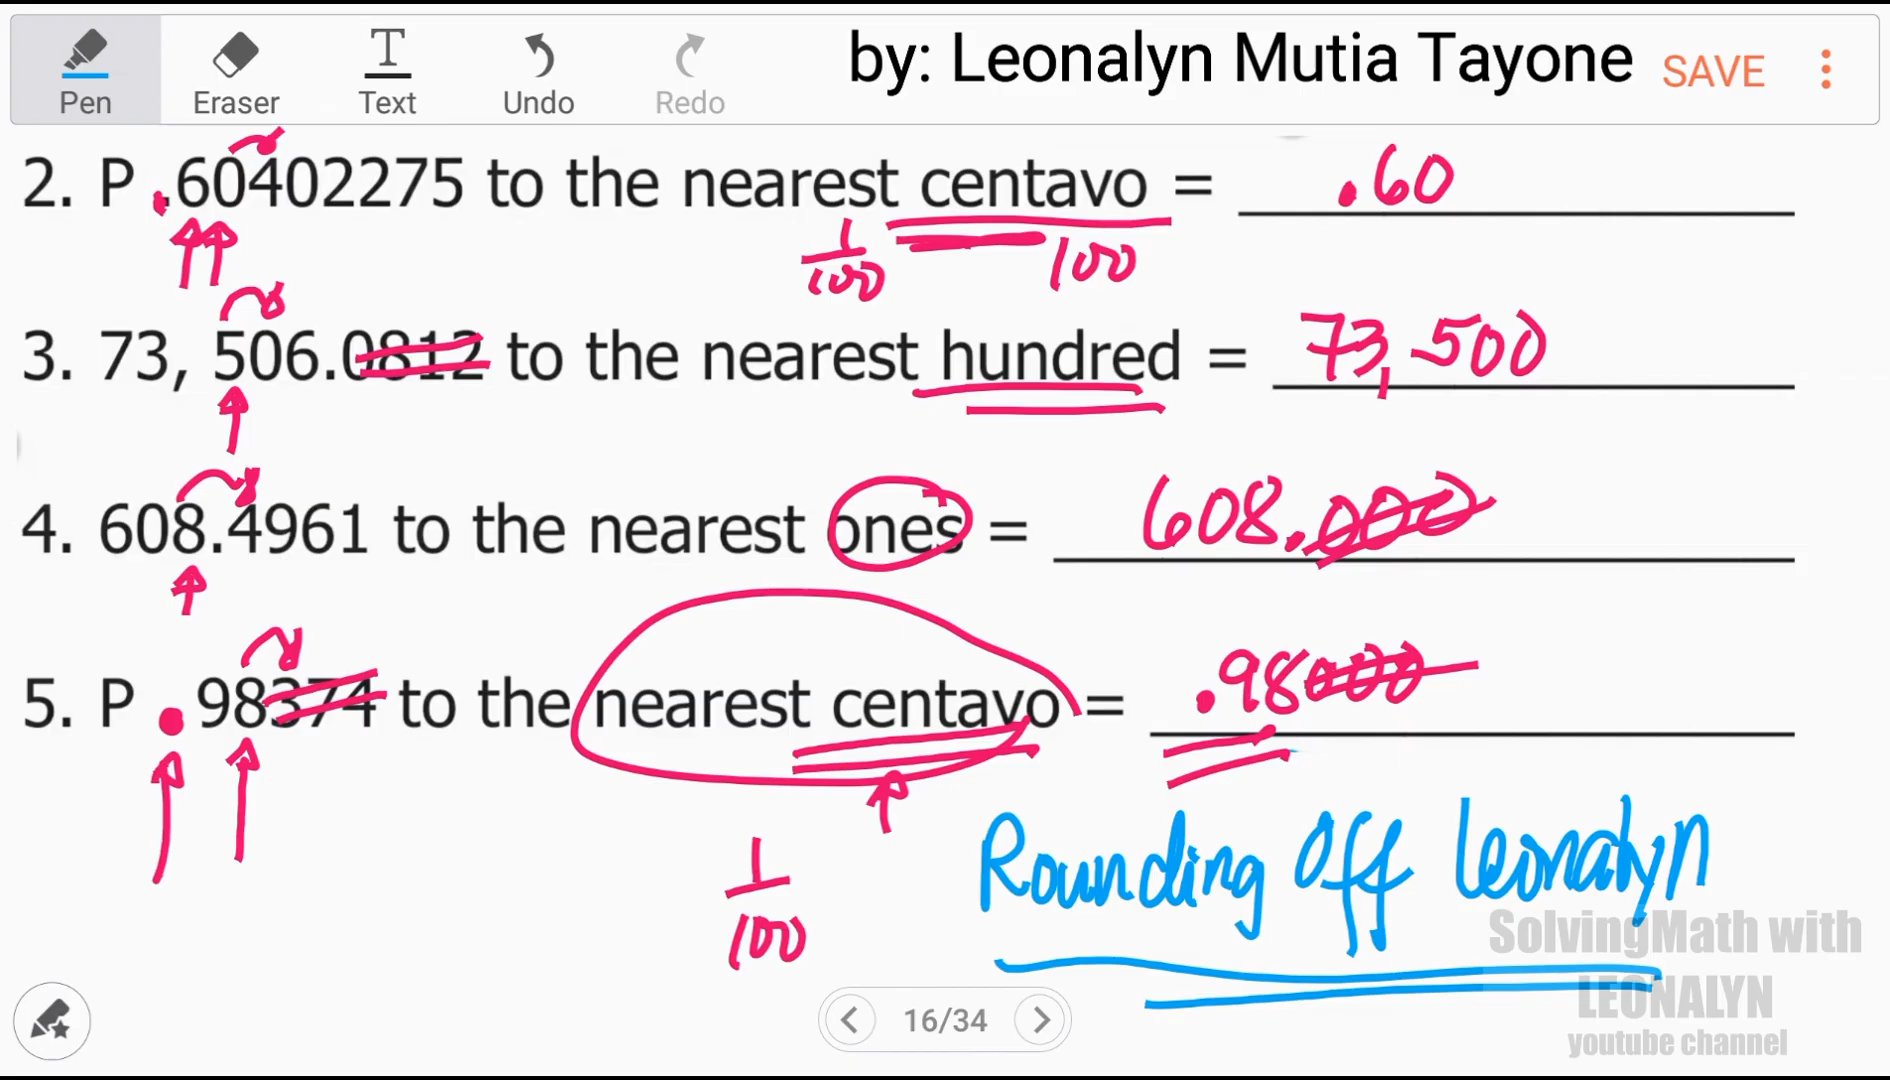 by: Leonalyn Mutia Tayone SAVE
Pen Eraser Text Undo Redo
2. P .60402275 to the nearest centavo = .60
1/100 100
3. 73, 506.0812 to the nearest hundred = 73,500
4. 608.4961 to the nearest ones = 608.000
5. P .98374 to the nearest centavo = .98000
1/100
Rounding Off Leonalyn
SolvingMath with
LEONALYN
youtube channel
16/34